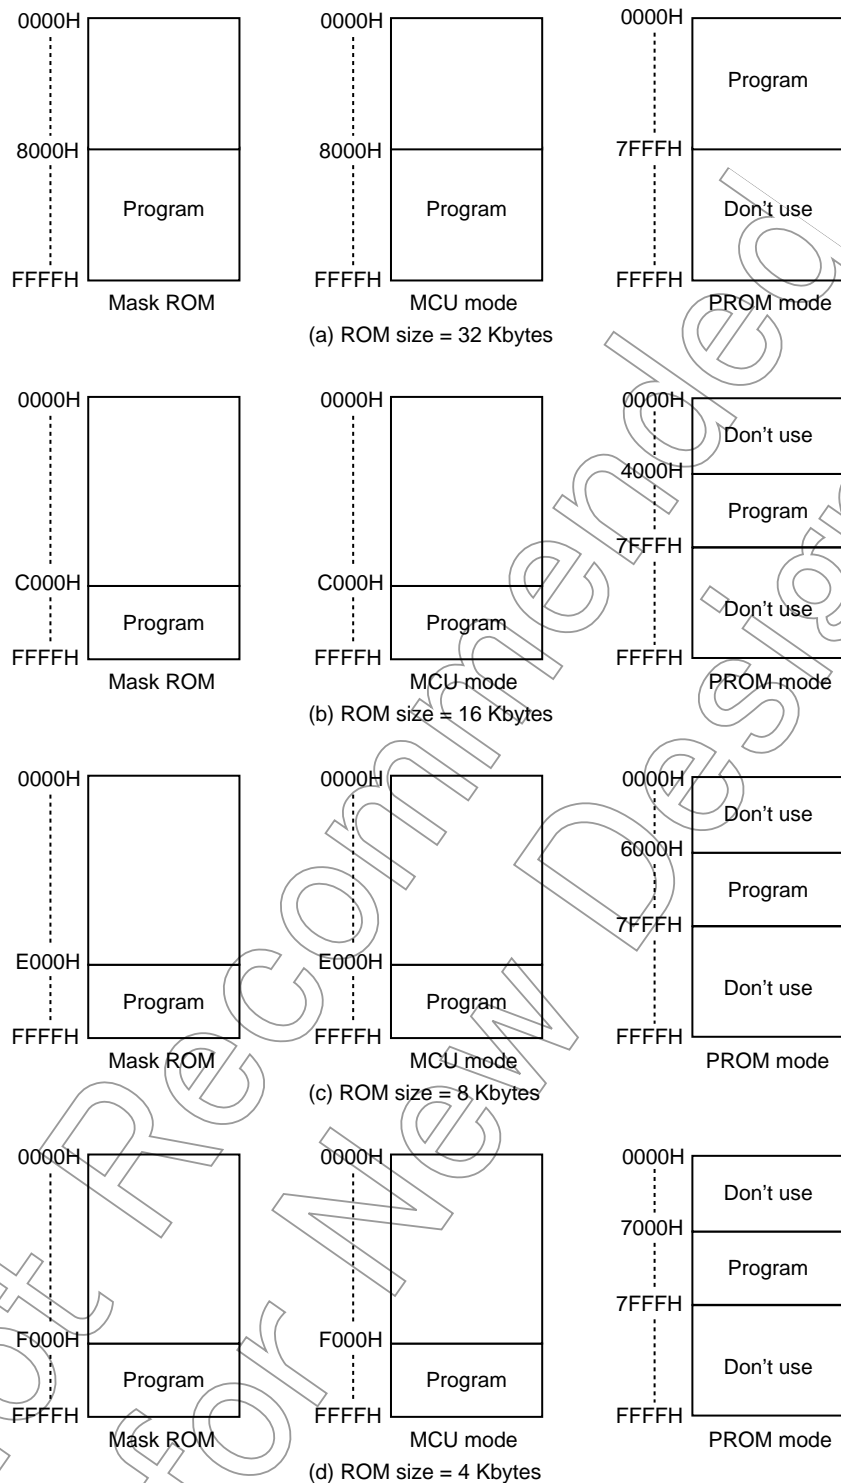 0000H 0000H 0000H
Program
8000H 8000H 7FFFH
Program Program Don't use
FFFFH FFFFH FFFFH
Mask ROM MCU mode PROM mode
(a) ROM size = 32 Kbytes
0000H 0000H 0000H
Don't use
4000H
Program
7FFFH
C000H C000H
Program Program Don't use
FFFFH FFFFH FFFFH
Mask ROM MCU mode PROM mode
(b) ROM size = 16 Kbytes
0000H 0000H 0000H
Don't use
6000H
Program
7FFFH
E000H E000H
Program Program Don't use
FFFFH FFFFH FFFFH
Mask ROM MCU mode PROM mode
(c) ROM size = 8 Kbytes
0000H 0000H 0000H
Don't use
7000H
Program
7FFFH
F000H F000H
Program Program Don't use
FFFFH FFFFH FFFFH
Mask ROM MCU mode PROM mode
(d) ROM size = 4 Kbytes
Recommended
for New Design